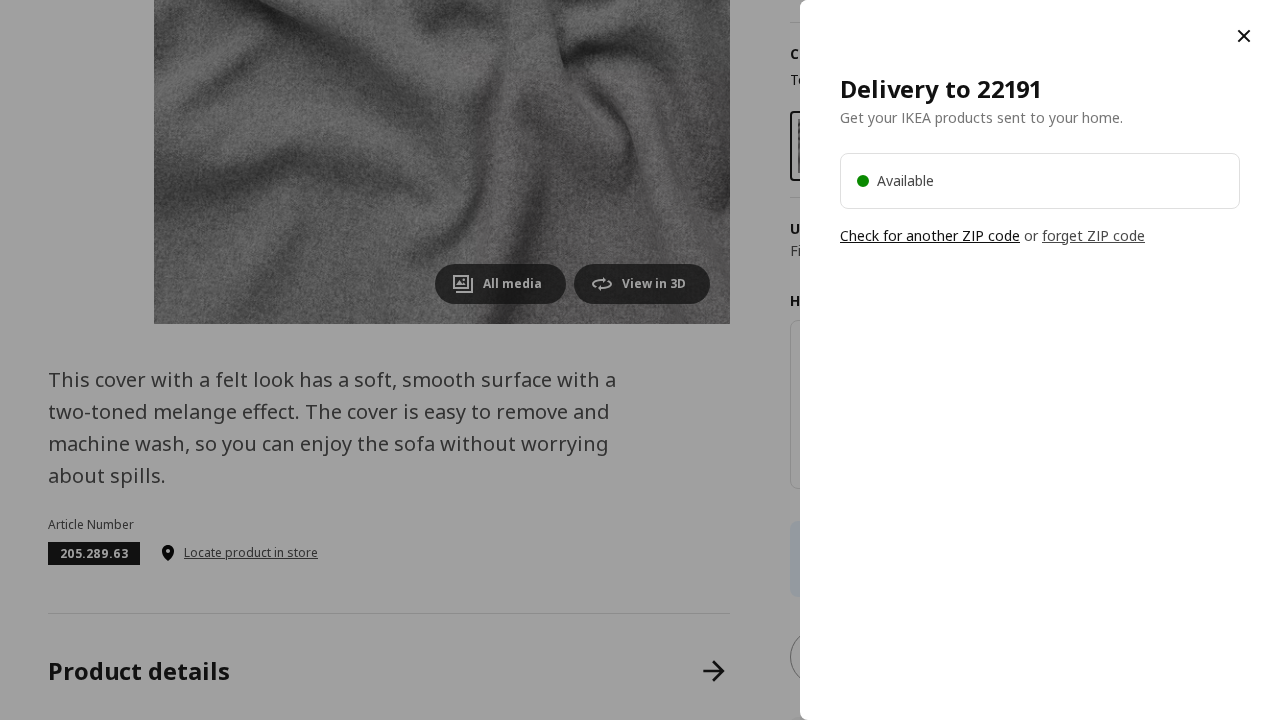 Delivery to 22191
Get your IKEA products sent to your home.
Available
Check for another ZIP code or forget ZIP code
All media
View in 3D
This cover with a felt look has a soft, smooth surface with a
two-toned melange effect. The cover is easy to remove and
machine wash, so you can enjoy the sofa without worrying
about spills.
Article Number
205.289.63
Locate product in store
Product details